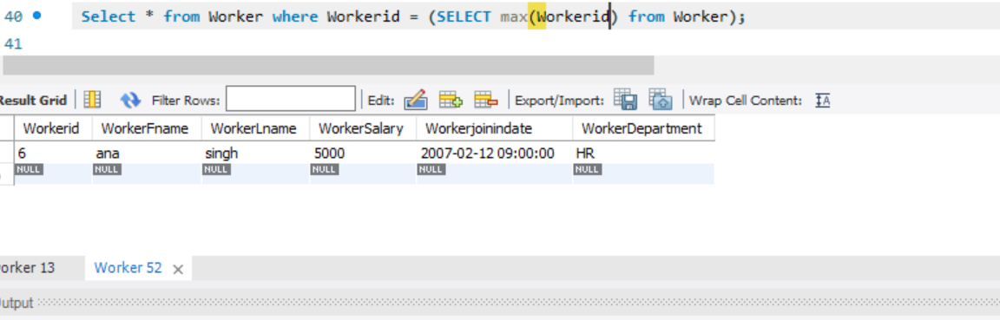 40 Select * from Worker where Workerid = (SELECT max(Workerid) from Worker);
41
Result Grid Filter Rows: Edit: Export/Import: Wrap Cell Content: IA
Workerid WorkerFname WorkerLname WorkerSalary Workerjoinindate WorkerDepartment
6 ana singh 5000 2007-02-12 09:00:00 HR
NULL NULL NULL NULL NULL NULL
orker 13 Worker 52
utput